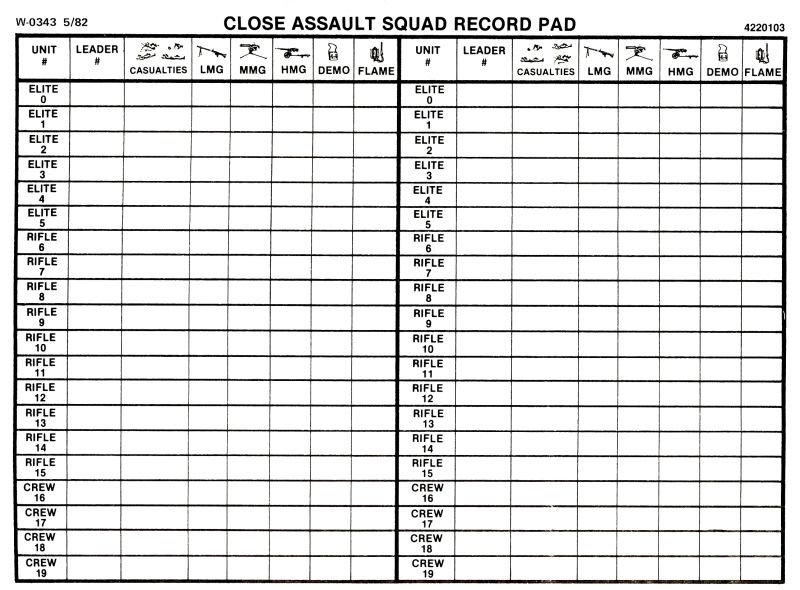 W-0343 5/82 CLOSE ASSAULT SQUAD RECORD PAD 4220103
UNIT # LEADER # CASUALTIES LMG MMG HMG DEMO FLAME UNIT # LEADER # CASUALTIES LMG MMG HMG DEMO FLAME
ELITE 0 ELITE 0
ELITE 1 ELITE 1
ELITE 2 ELITE 2
ELITE 3 ELITE 3
ELITE 4 ELITE 4
ELITE 5 ELITE 5
RIFLE 6 RIFLE 6
RIFLE 7 RIFLE 7
RIFLE 8 RIFLE 8
RIFLE 9 RIFLE 9
RIFLE 10 RIFLE 10
RIFLE 11 RIFLE 11
RIFLE 12 RIFLE 12
RIFLE 13 RIFLE 13
RIFLE 14 RIFLE 14
RIFLE 15 RIFLE 15
CREW 16 CREW 16
CREW 17 CREW 17
CREW 18 CREW 18
CREW 19 CREW 19